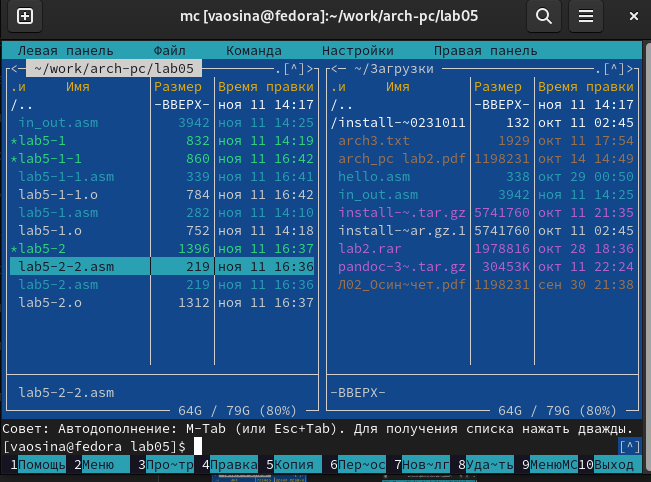 mc [vaosina@fedora]:~/work/arch-pc/lab05
Левая панель Файл Команда Настройки Правая панель
<— ~/work/arch-pc/lab05 —.[^]> <— ~/Загрузки —.[^]>
.и Имя Размер Время правки .и Имя Размер Время правки
/.. -ВВЕРХ- ноя 11 14:17 /.. -ВВЕРХ- ноя 11 14:17
in_out.asm 3942 ноя 11 14:25 /install-~0231011 132 окт 11 02:45
*lab5-1 832 ноя 11 14:19 arch3.txt 1929 окт 11 17:54
*lab5-1-1 860 ноя 11 16:42 arch_pc lab2.pdf 1198231 окт 14 14:49
lab5-1-1.asm 339 ноя 11 16:41 hello.asm 338 окт 29 00:50
lab5-1-1.o 784 ноя 11 16:42 in_out.asm 3942 ноя 11 14:25
lab5-1.asm 282 ноя 11 14:10 install-~.tar.gz 5741760 окт 11 21:35
lab5-1.o 752 ноя 11 14:18 install-~ar.gz.1 5741760 окт 11 02:45
*lab5-2 1396 ноя 11 16:37 lab2.rar 1978816 окт 28 18:36
lab5-2-2.asm 219 ноя 11 16:36 pandoc-3~.tar.gz 30453K окт 11 22:24
lab5-2.asm 219 ноя 11 16:36 Л02_Осин~чет.pdf 1198231 сен 30 21:38
lab5-2.o 1312 ноя 11 16:37
lab5-2-2.asm -ВВЕРХ-
64G / 79G (80%) 64G / 79G (80%)
Совет: Автодополнение: M-Tab (или Esc+Tab). Для получения списка нажать дважды.
[vaosina@fedora lab05]$ [^]
1Помощь 2Меню 3Про~тр 4Правка 5Копия 6Пер~ос 7Нов~лг 8Уда~ть 9МенюMC 10Выход